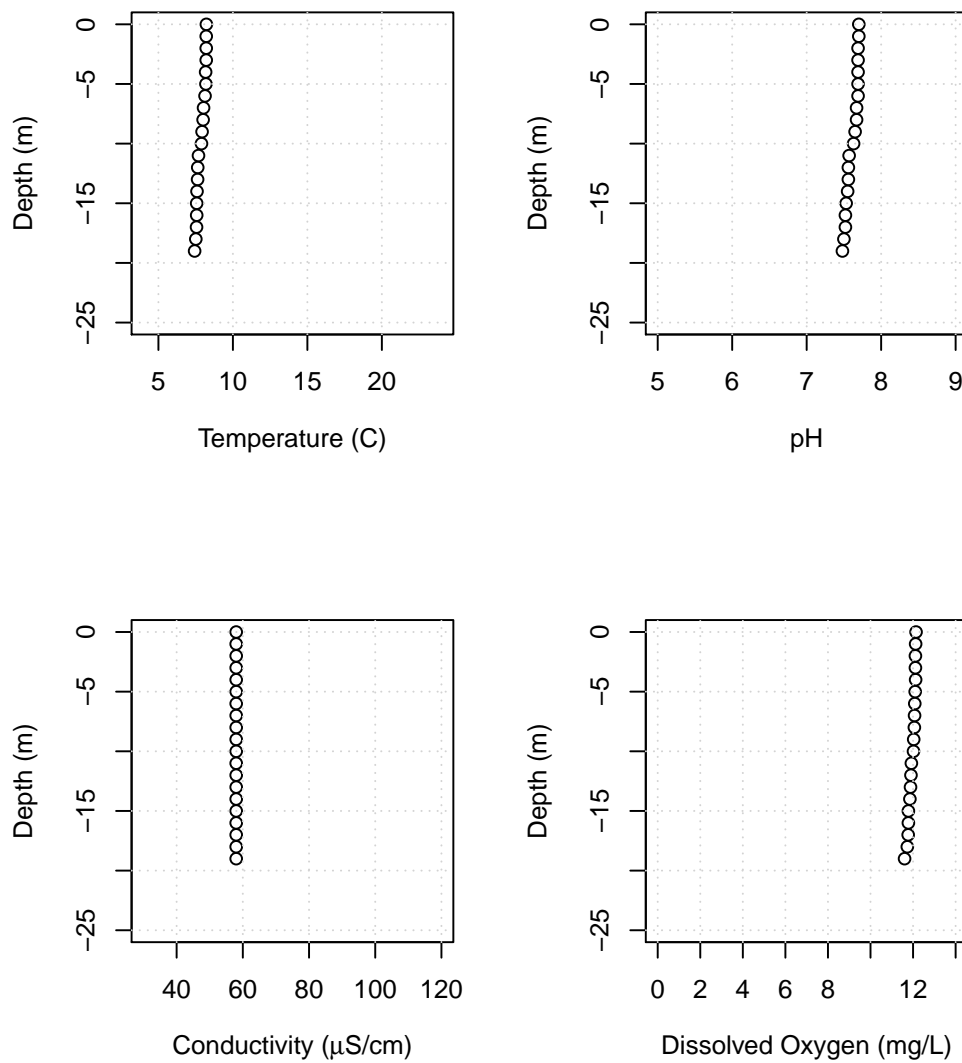 0
−5
−15
−25
Depth (m)
5 10 15 20
Temperature (C)
0
−5
−15
−25
Depth (m)
5 6 7 8 9
pH
0
−5
−15
−25
Depth (m)
40 60 80 100 120
Conductivity (μS/cm)
0
−5
−15
−25
Depth (m)
0 2 4 6 8 12
Dissolved Oxygen (mg/L)